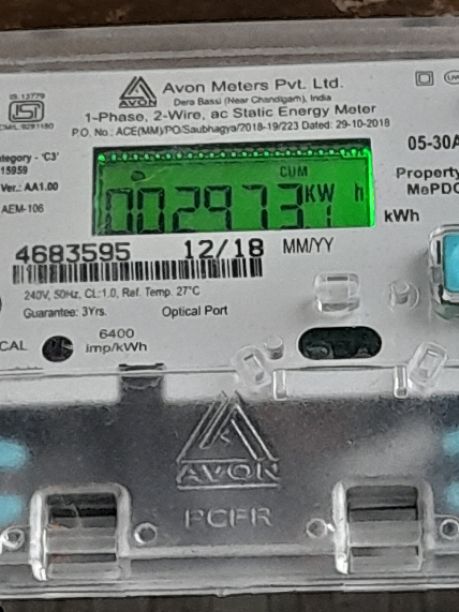 IS:13779
Avon Meters Pvt. Ltd.
AVON
Dera Bassi (Near Chandigarh), India
1-Phase, 2-Wire, ac Static Energy Meter
P.O. No.: ACE(MM)/PO/Saubhagya/2018-19/223 Dated: 29-10-2018
ategory - 'C3'
15959
Ver.: AA1.00
AEM-106
05-30A
Property
MePDC
CUM
002973.1 KW h
kWh
4683595 12/18 MM/YY
240V, 50Hz, CL:1.0, Ref. Temp. 27°C
Guarantee: 3Yrs. Optical Port
CAL 6400
imp/kWh
AVON
PCFR